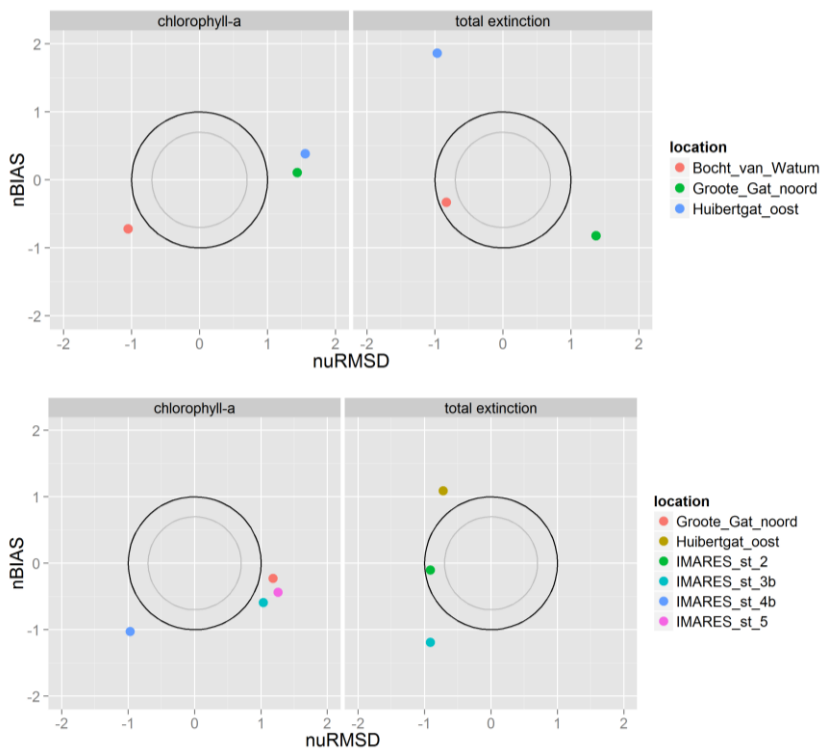 chlorophyll-a total extinction
2
1
0
-1
-2
nBIAS
-2 -1 0 1 2 -2 -1 0 1 2
nuRMSD
location
Bocht_van_Watum
Groote_Gat_noord
Huibertgat_oost
chlorophyll-a total extinction
2
1
0
-1
-2
nBIAS
-2 -1 0 1 2 -2 -1 0 1 2
nuRMSD
location
Groote_Gat_noord
Huibertgat_oost
IMARES_st_2
IMARES_st_3b
IMARES_st_4b
IMARES_st_5